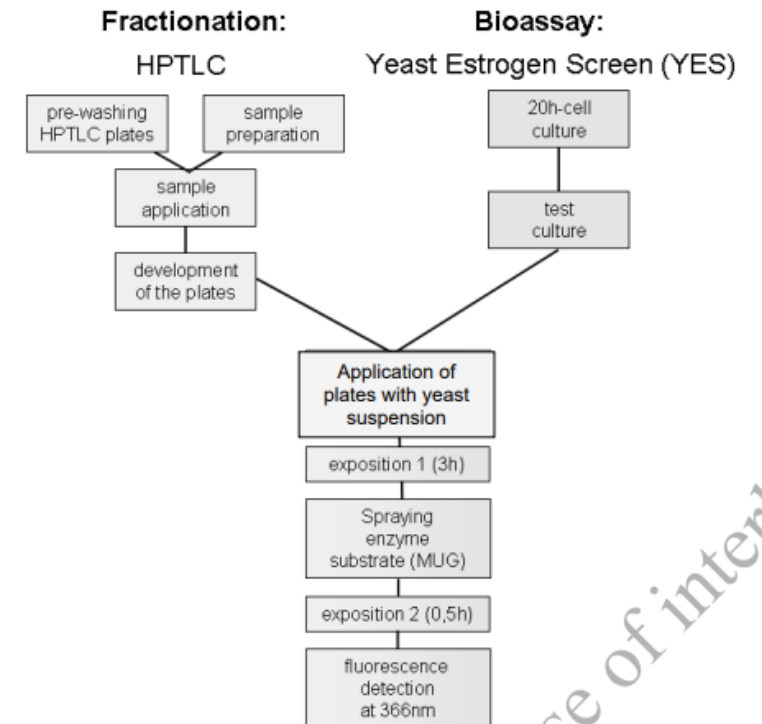 Fractionation:
HPTLC
pre-washing
HPTLC plates
sample
preparation
sample
application
development
of the plates
Bioassay:
Yeast Estrogen Screen (YES)
20h-cell
culture
test
culture
Application of
plates with yeast
suspension
exposition 1 (3h)
Spraying
enzyme
substrate (MUG)
exposition 2 (0,5h)
fluorescence
detection
at 366nm
of